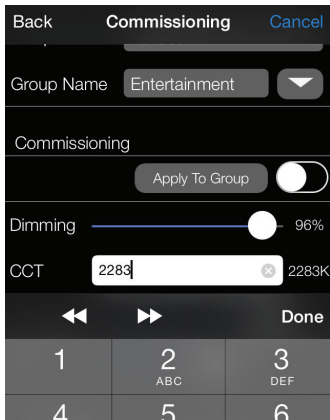 Back Commissioning Cancel
Group Name Entertainment
Commissioning
Apply To Group
Dimming 96%
CCT 2283 2283K
Done
1 2 3
ABC DEF
4 5 6